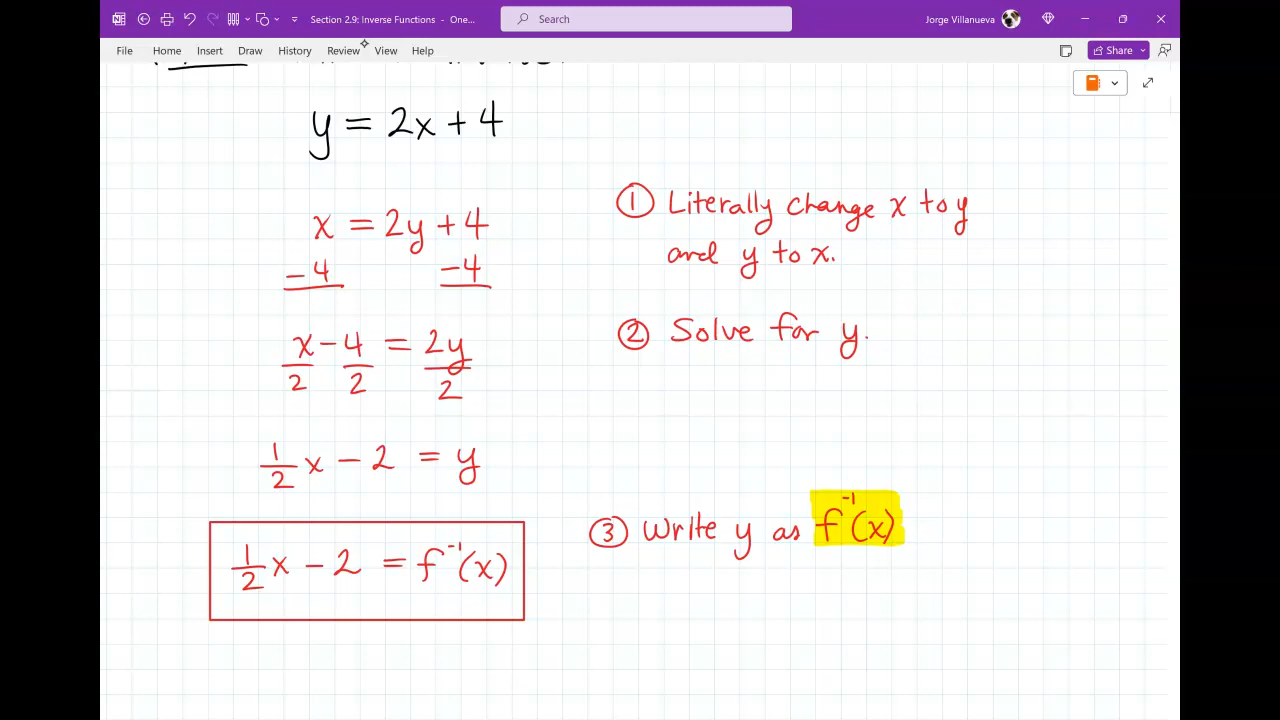 Section 2.9: Inverse Functions - One...
Search
Jorge Villanueva
File Home Insert Draw History Review View Help
Share
y = 2x + 4
x = 2y + 4
-4 -4
x - 4 = 2y
2 2 2
1/2 x - 2 = y
1/2 x - 2 = f⁻¹(x)
① Literally change x to y
and y to x.
② Solve for y.
③ Write y as f⁻¹(x)